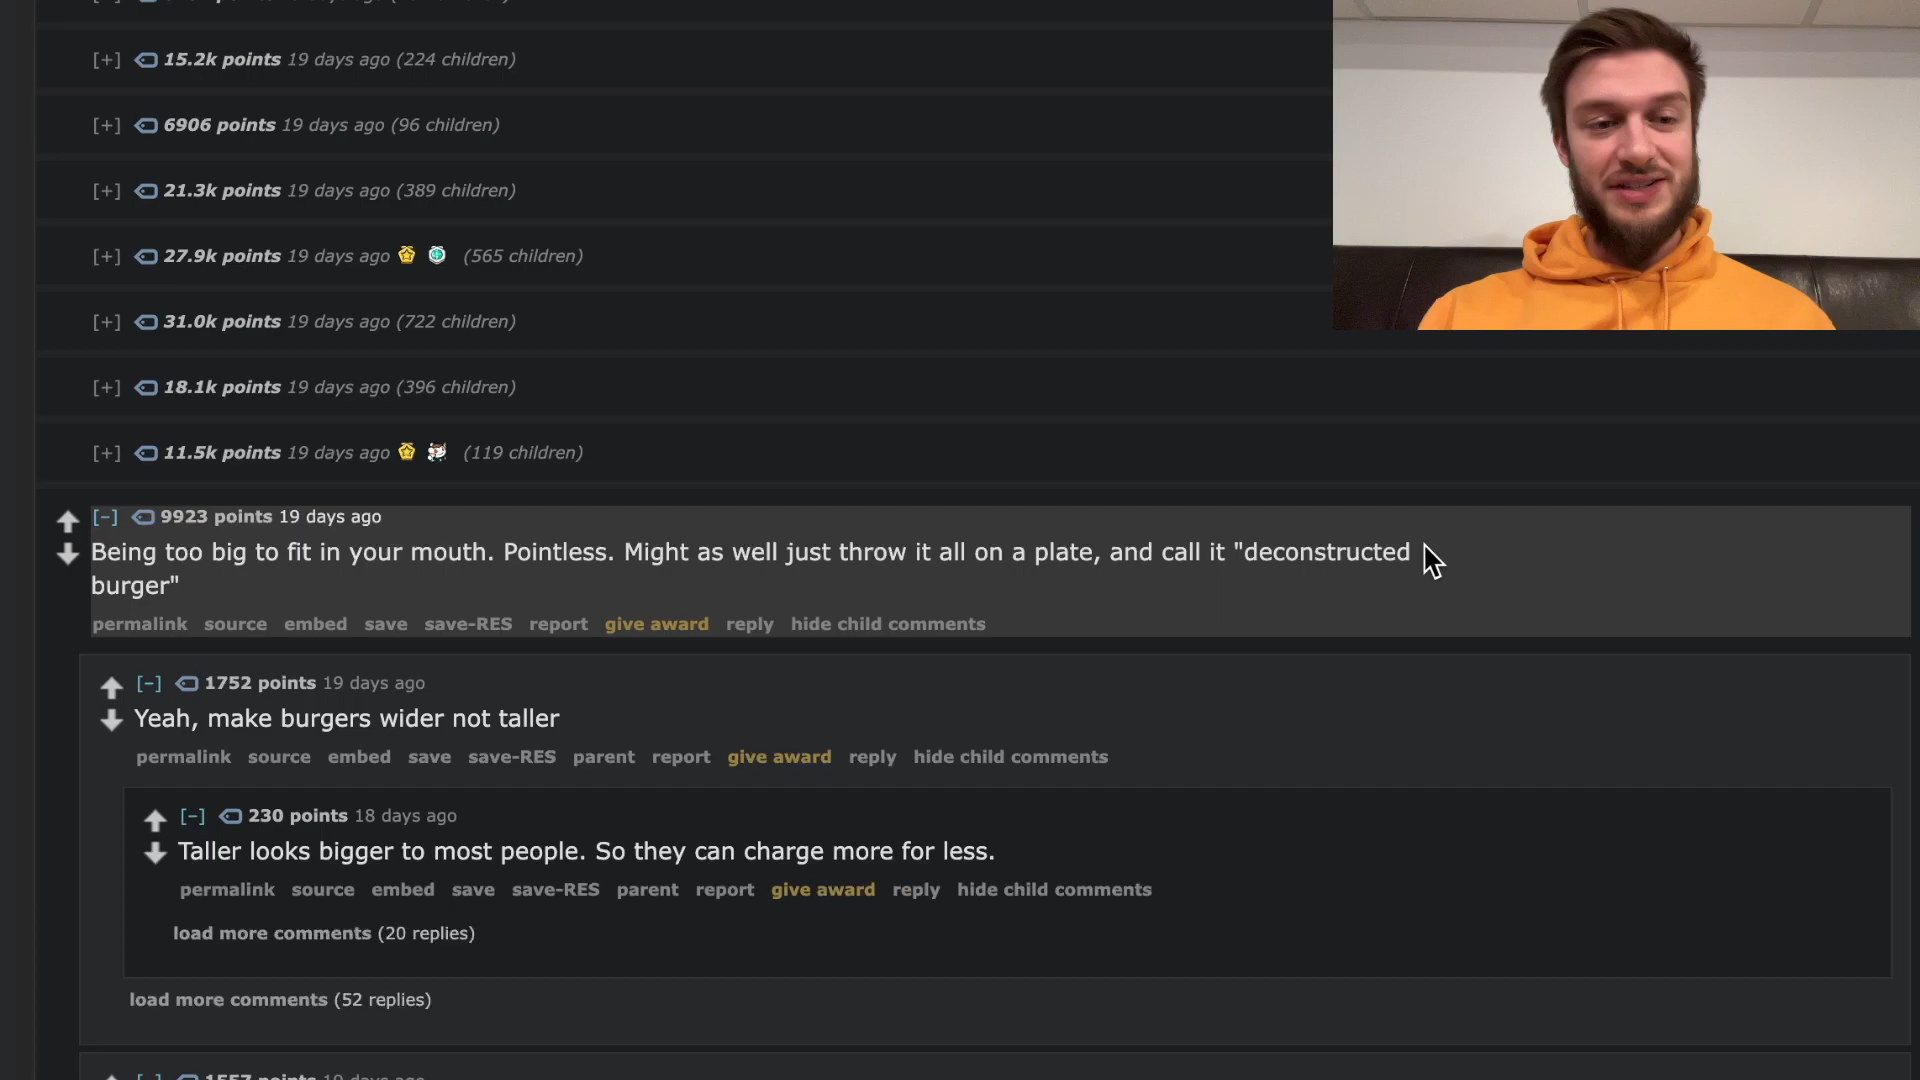 [+] 15.2k points 19 days ago (224 children)
[+] 6906 points 19 days ago (96 children)
[+] 21.3k points 19 days ago (389 children)
[+] 27.9k points 19 days ago (565 children)
[+] 31.0k points 19 days ago (722 children)
[+] 18.1k points 19 days ago (396 children)
[+] 11.5k points 19 days ago (119 children)
[–] 9923 points 19 days ago
Being too big to fit in your mouth. Pointless. Might as well just throw it all on a plate, and call it "deconstructed
burger"
permalink source embed save save-RES report give award reply hide child comments
[–] 1752 points 19 days ago
Yeah, make burgers wider not taller
permalink source embed save save-RES parent report give award reply hide child comments
[–] 230 points 18 days ago
Taller looks bigger to most people. So they can charge more for less.
permalink source embed save save-RES parent report give award reply hide child comments
load more comments (20 replies)
load more comments (52 replies)
[–] 1557 points 19 days ago